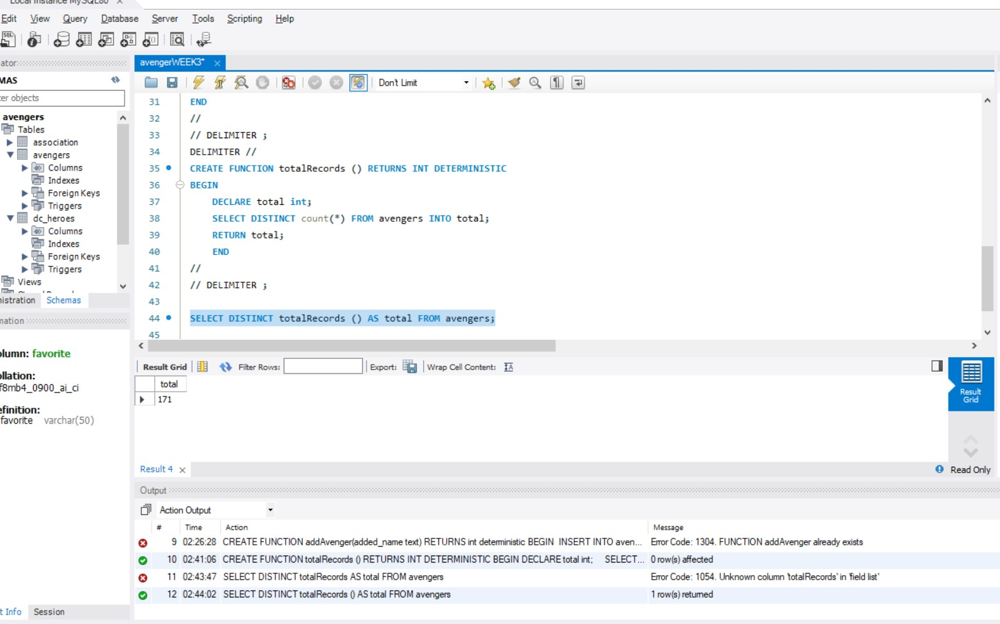 Local instance MySQL80 ×
Edit View Query Database Server Tools Scripting Help
ator
MAS
er objects
avengers
Tables
association
avengers
Columns
Indexes
Foreign Keys
Triggers
dc_heroes
Columns
Indexes
Foreign Keys
Triggers
Views
nistration Schemas
mation
olumn: favorite
ollation:
f8mb4_0900_ai_ci
efinition:
favorite varchar(50)
t Info Session
avengerWEEK3* ×
Don't Limit
31 END
32 //
33 // DELIMITER ;
34 DELIMITER //
35 CREATE FUNCTION totalRecords () RETURNS INT DETERMINISTIC
36 BEGIN
37 DECLARE total int;
38 SELECT DISTINCT count(*) FROM avengers INTO total;
39 RETURN total;
40 END
41 //
42 // DELIMITER ;
43
44 SELECT DISTINCT totalRecords () AS total FROM avengers;
45
Result Grid Filter Rows: Export: Wrap Cell Content:
total
171
Result Grid
Result 4 ×
Read Only
Output
Action Output
# Time Action Message
9 02:26:28 CREATE FUNCTION addAvenger(added_name text) RETURNS int deterministic BEGIN INSERT INTO aven... Error Code: 1304. FUNCTION addAvenger already exists
10 02:41:06 CREATE FUNCTION totalRecords () RETURNS INT DETERMINISTIC BEGIN DECLARE total int; SELECT... 0 row(s) affected
11 02:43:47 SELECT DISTINCT totalRecords AS total FROM avengers Error Code: 1054. Unknown column 'totalRecords' in 'field list'
12 02:44:02 SELECT DISTINCT totalRecords () AS total FROM avengers 1 row(s) returned